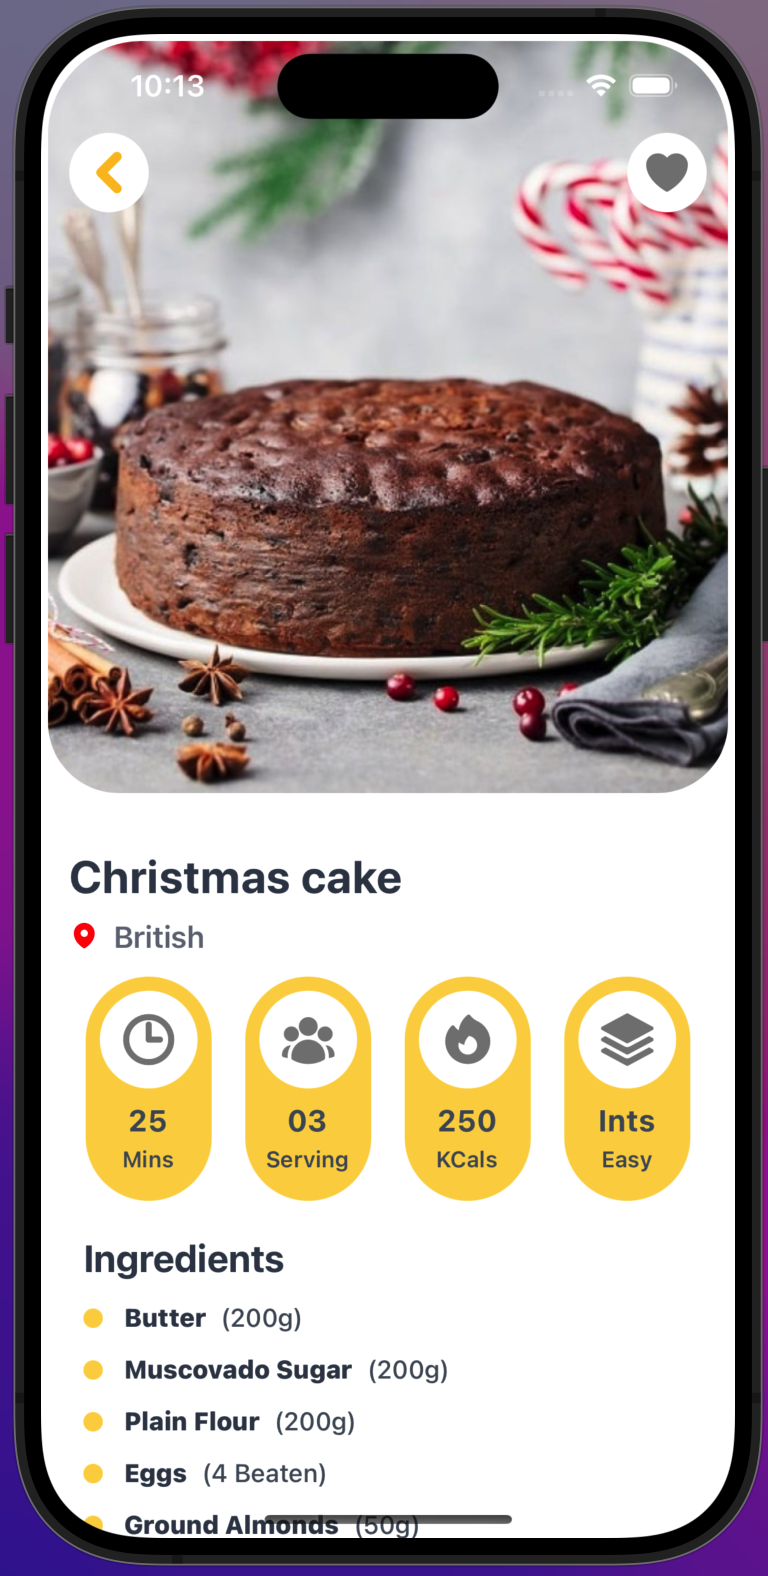 10:13
Christmas cake
British
25 03 250 Ints
Mins Serving KCals Easy
Ingredients
Butter (200g)
Muscovado Sugar (200g)
Plain Flour (200g)
Eggs (4 Beaten)
Ground Almonds (50g)